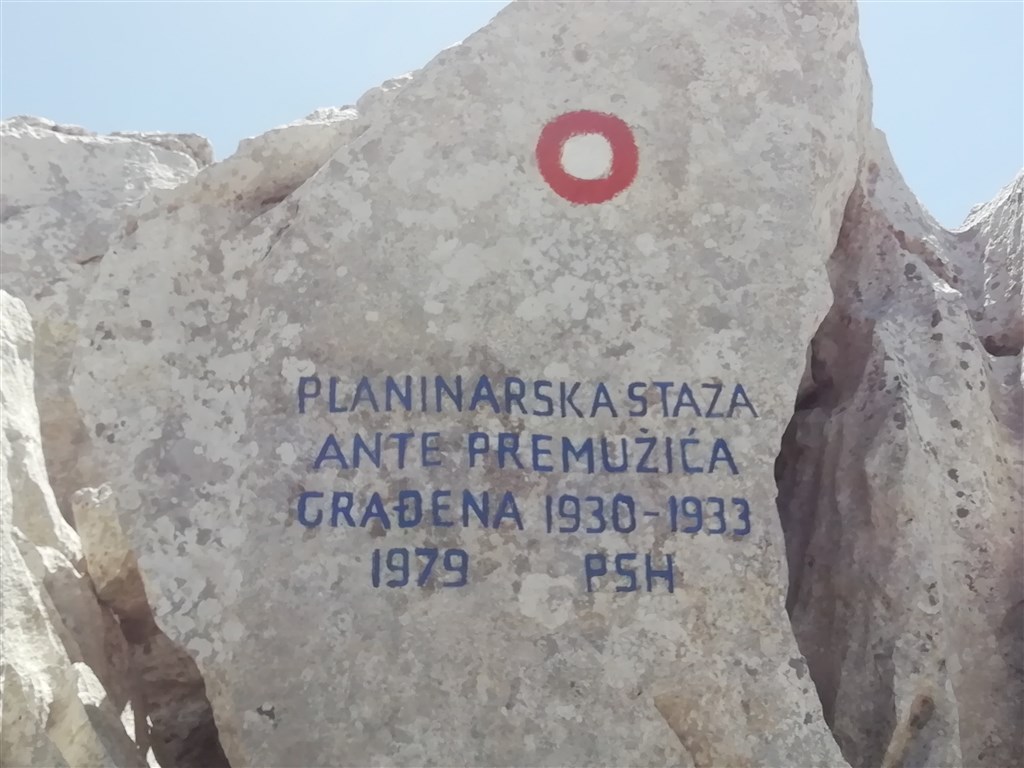 PLANINARSKA STAZA
ANTE PREMUŽIĆA
GRAĐENA 1930-1933
1979 PSH